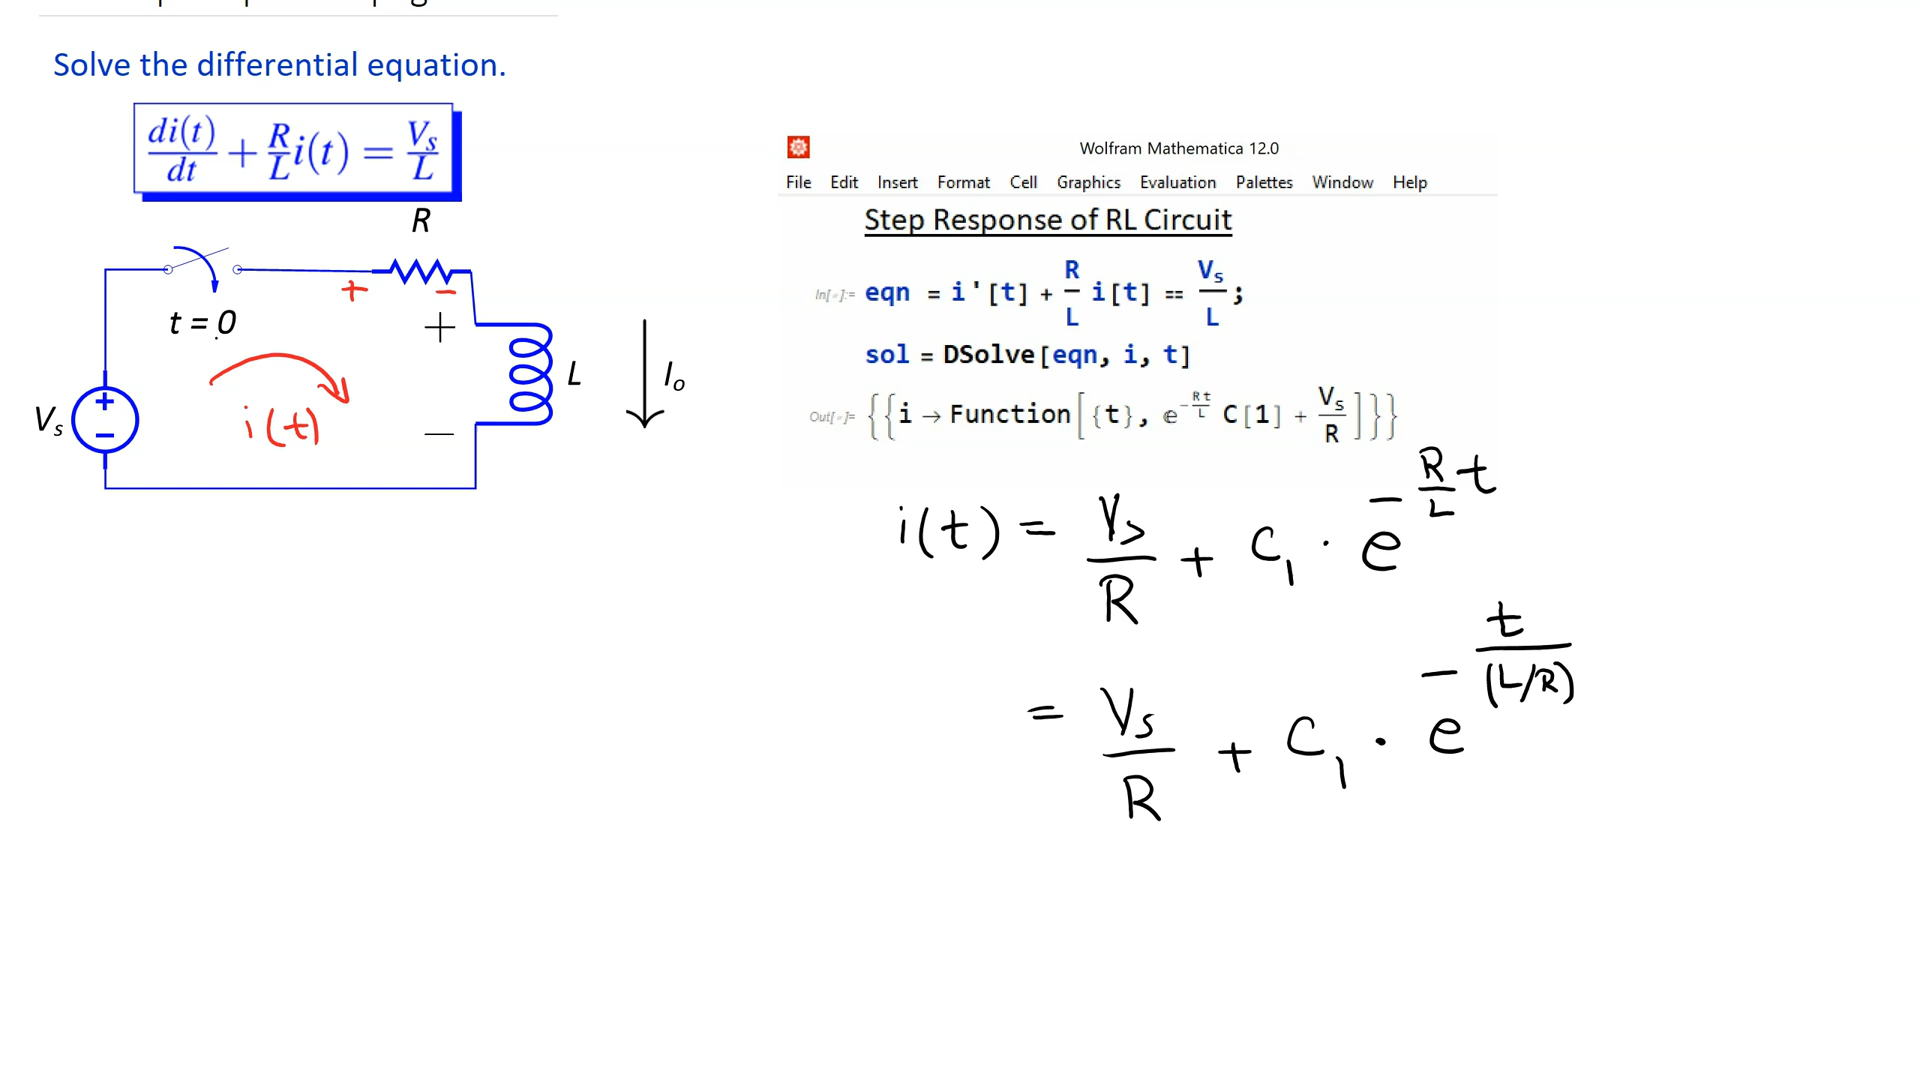 Solve the differential equation.
di(t)/dt + R/L i(t) = Vs/L
R
+ −
t = 0
+
L
Io
Vs
+
−
i(t)
−
Wolfram Mathematica 12.0
File Edit Insert Format Cell Graphics Evaluation Palettes Window Help
Step Response of RL Circuit
In[*]:= eqn = i'[t] + R/L i[t] == Vs/L;
sol = DSolve[eqn, i, t]
Out[*]= {{i → Function[{t}, e^(-Rt/L) C[1] + Vs/R]}}
i(t) = Vs/R + C₁ · e^(-R/L t)
= Vs/R + C₁ · e^(-t/(L/R))